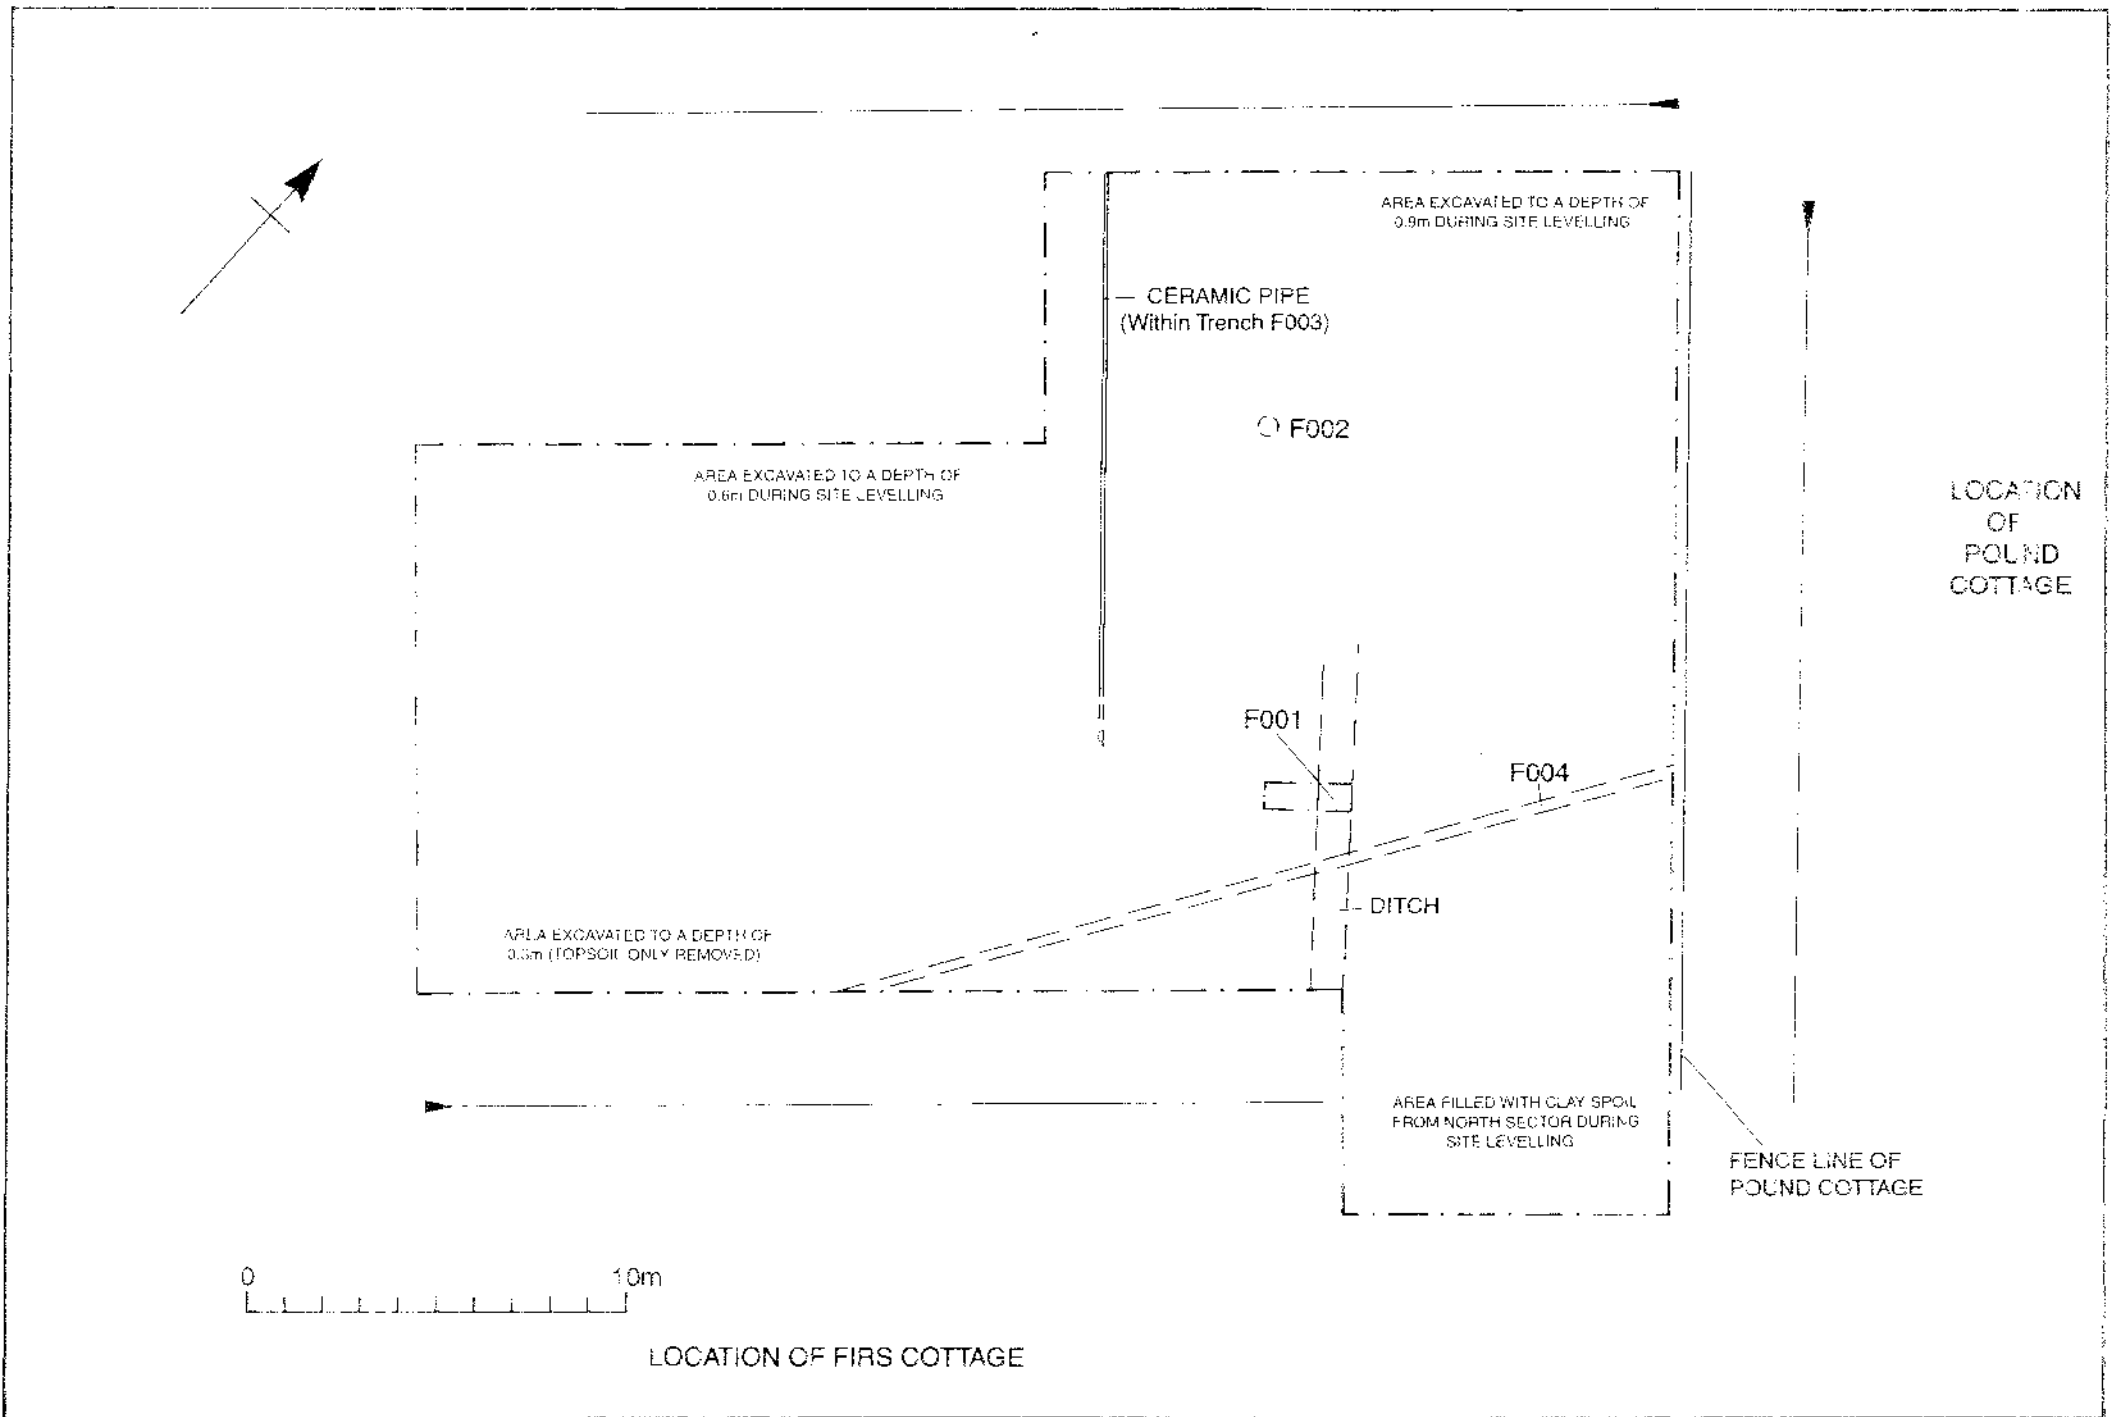 AREA EXCAVATED TO A DEPTH OF
0.9m DURING SITE LEVELLING
CERAMIC PIPE
(Within Trench F003)
F002
AREA EXCAVATED TO A DEPTH OF
0.6m DURING SITE LEVELLING
LOCATION
OF
POUND
COTTAGE
F001
F004
DITCH
AREA EXCAVATED TO A DEPTH OF
0.3m (TOPSOIL ONLY REMOVED)
AREA FILLED WITH CLAY SPOIL
FROM NORTH SECTOR DURING
SITE LEVELLING
FENCE LINE OF
POUND COTTAGE
0 10m
LOCATION OF FIRS COTTAGE